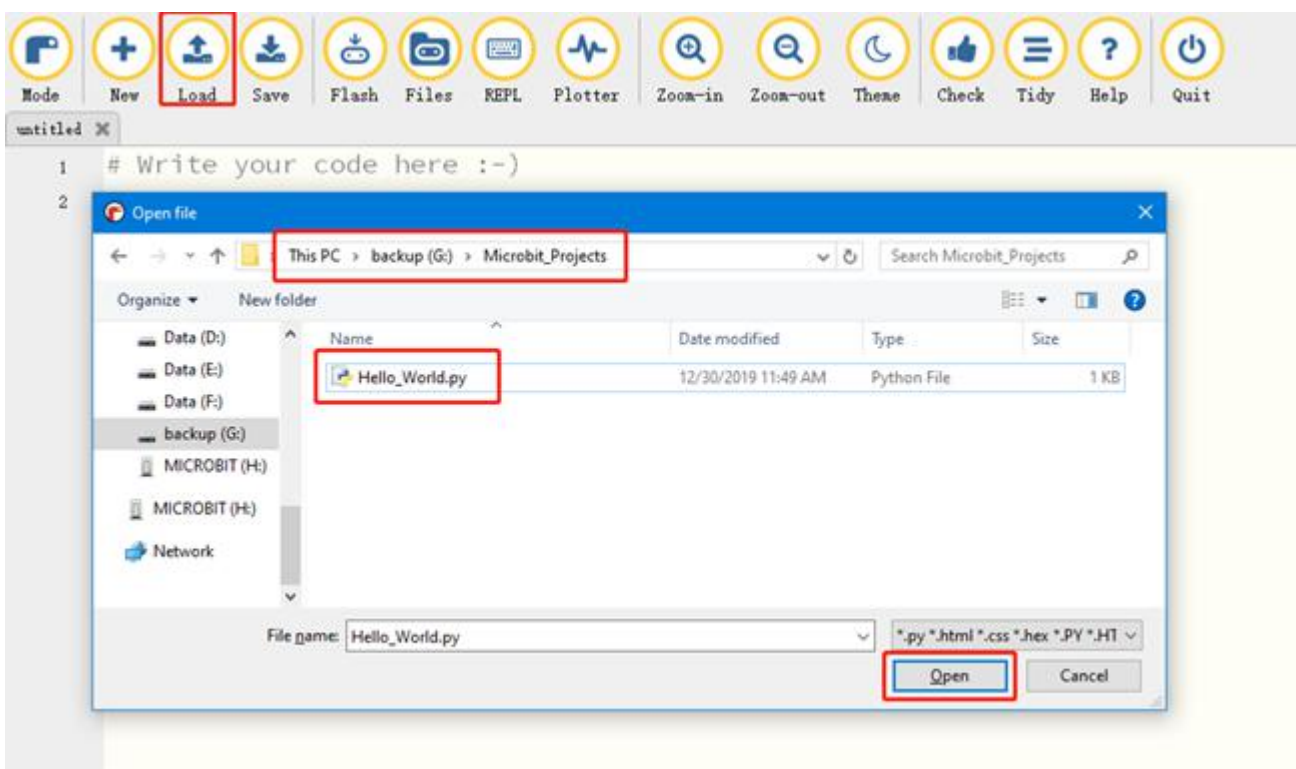 Mode New Load Save Flash Files REPL Plotter Zoom-in Zoom-out Theme Check Tidy Help Quit
untitled
1 # Write your code here :-)
2
Open file
This PC > backup (G:) > Microbit_Projects
Search Microbit_Projects
Organize New folder
Name Date modified Type Size
Data (D:)
Hello_World.py 12/30/2019 11:49 AM Python File 1 KB
Data (E:)
Data (F:)
backup (G:)
MICROBIT (H:)
MICROBIT (H:)
Network
File name: Hello_World.py
*.py *.html *.css *.hex *.PY *.HT
Open Cancel